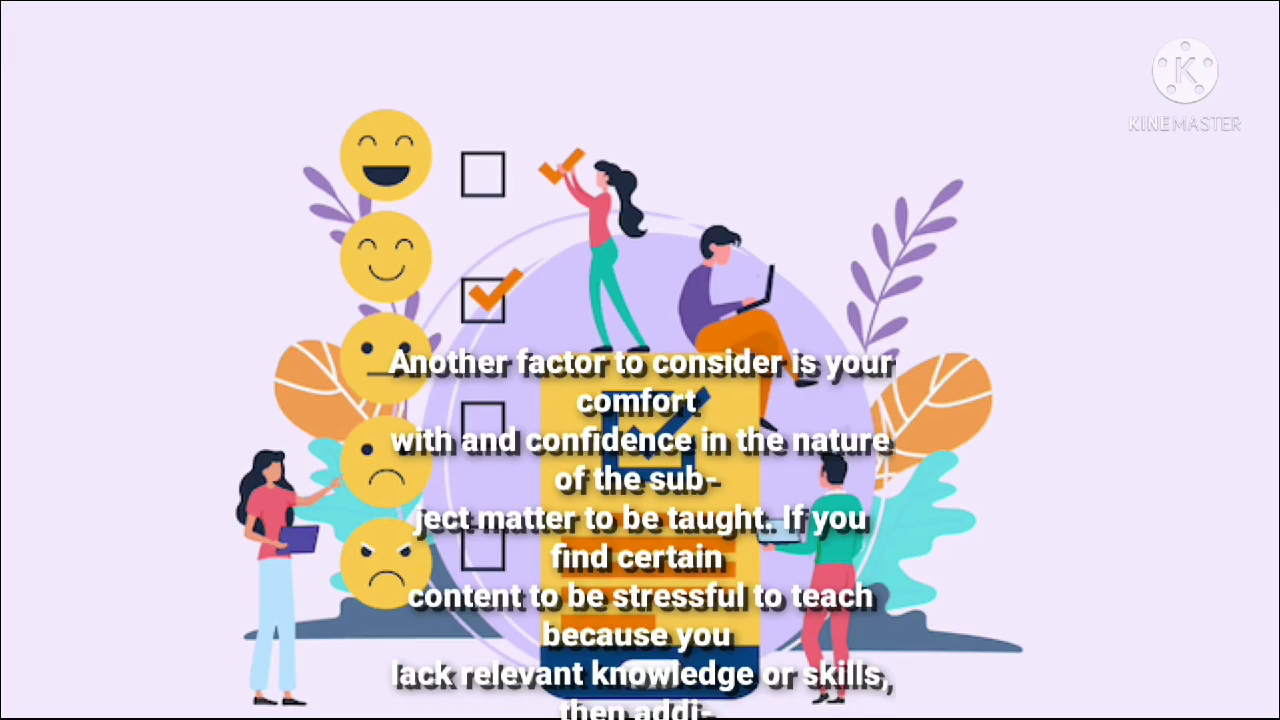 KINEMASTER
Another factor to consider is your
comfort
with and confidence in the nature
of the sub-
ject matter to be taught. If you
find certain
content to be stressful to teach
because you
lack relevant knowledge or skills,
then addi-